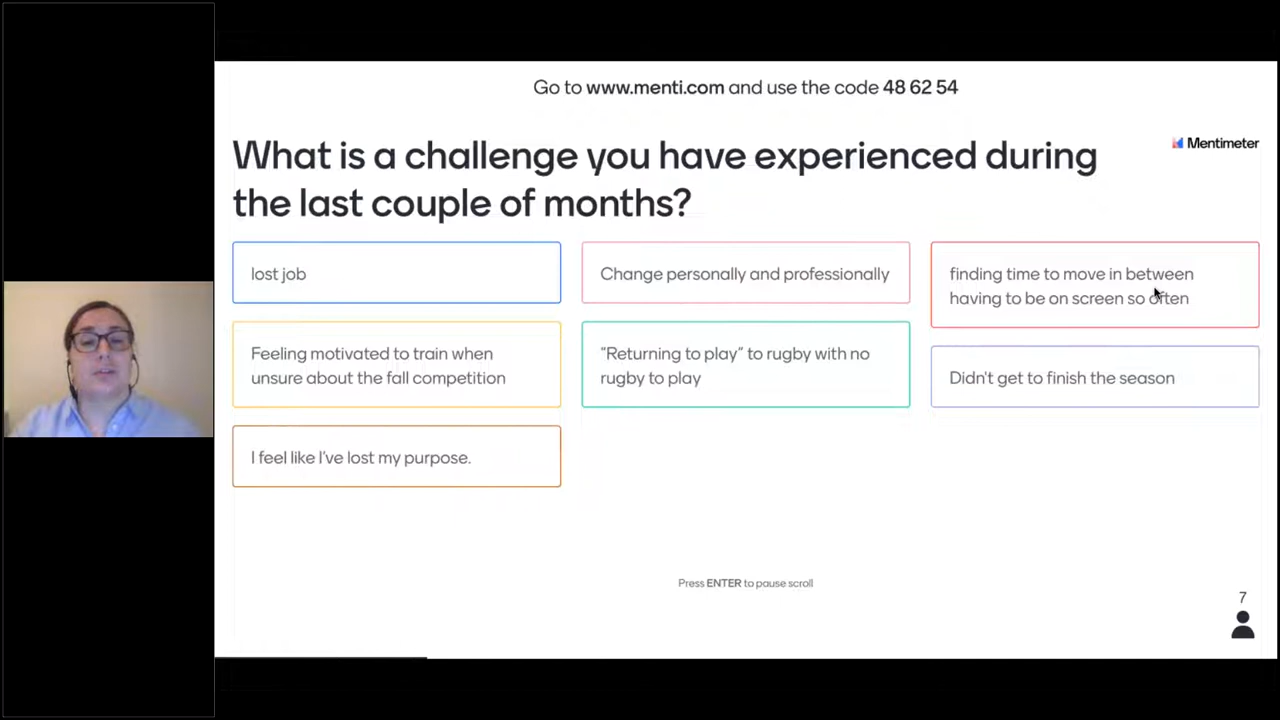 Go to www.menti.com and use the code 48 62 54
Mentimeter
What is a challenge you have experienced during
the last couple of months?
lost job
Change personally and professionally
finding time to move in between
having to be on screen so often
Feeling motivated to train when
unsure about the fall competition
"Returning to play" to rugby with no
rugby to play
Didn't get to finish the season
I feel like I've lost my purpose.
Press ENTER to pause scroll
7